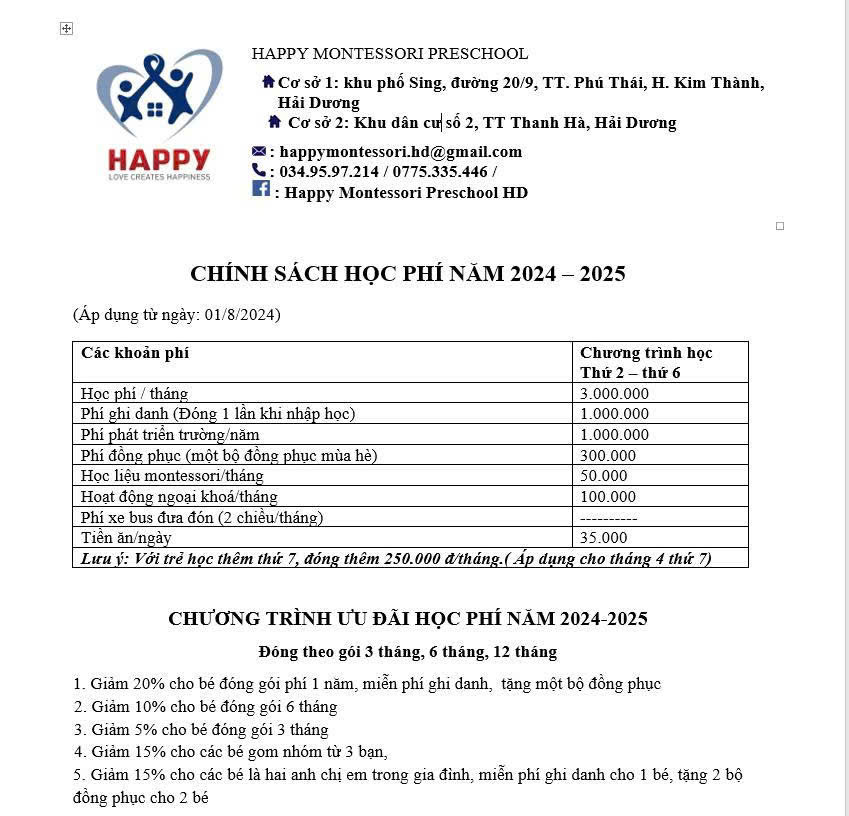 HAPPY
LOVE CREATES HAPPINESS
HAPPY MONTESSORI PRESCHOOL
Cơ sở 1: khu phố Sing, đường 20/9, TT. Phú Thái, H. Kim Thành,
Hải Dương
Cơ sở 2: Khu dân cư số 2, TT Thanh Hà, Hải Dương
: happymontessori.hd@gmail.com
: 034.95.97.214 / 0775.335.446 /
: Happy Montessori Preschool HD
CHÍNH SÁCH HỌC PHÍ NĂM 2024 – 2025
(Áp dụng từ ngày: 01/8/2024)
Các khoản phí Chương trình học
Thứ 2 – thứ 6
Học phí / tháng 3.000.000
Phí ghi danh (Đóng 1 lần khi nhập học) 1.000.000
Phí phát triển trường/năm 1.000.000
Phí đồng phục (một bộ đồng phục mùa hè) 300.000
Học liệu montessori/tháng 50.000
Hoạt động ngoại khoá/tháng 100.000
Phí xe bus đưa đón (2 chiều/tháng) ----------
Tiền ăn/ngày 35.000
Lưu ý: Với trẻ học thêm thứ 7, đóng thêm 250.000 đ/tháng.( Áp dụng cho tháng 4 thứ 7)
CHƯƠNG TRÌNH ƯU ĐÃI HỌC PHÍ NĂM 2024-2025
Đóng theo gói 3 tháng, 6 tháng, 12 tháng
1. Giảm 20% cho bé đóng gói phí 1 năm, miễn phí ghi danh, tặng một bộ đồng phục
2. Giảm 10% cho bé đóng gói 6 tháng
3. Giảm 5% cho bé đóng gói 3 tháng
4. Giảm 15% cho các bé gom nhóm từ 3 bạn,
5. Giảm 15% cho các bé là hai anh chị em trong gia đình, miễn phí ghi danh cho 1 bé, tặng 2 bộ
đồng phục cho 2 bé